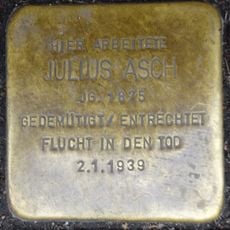 HIER ARBEITETE
JULIUS ASCH
JG. 1875
GEDEMÜTIGT / ENTRECHTET
FLUCHT IN DEN TOD
2.1.1939